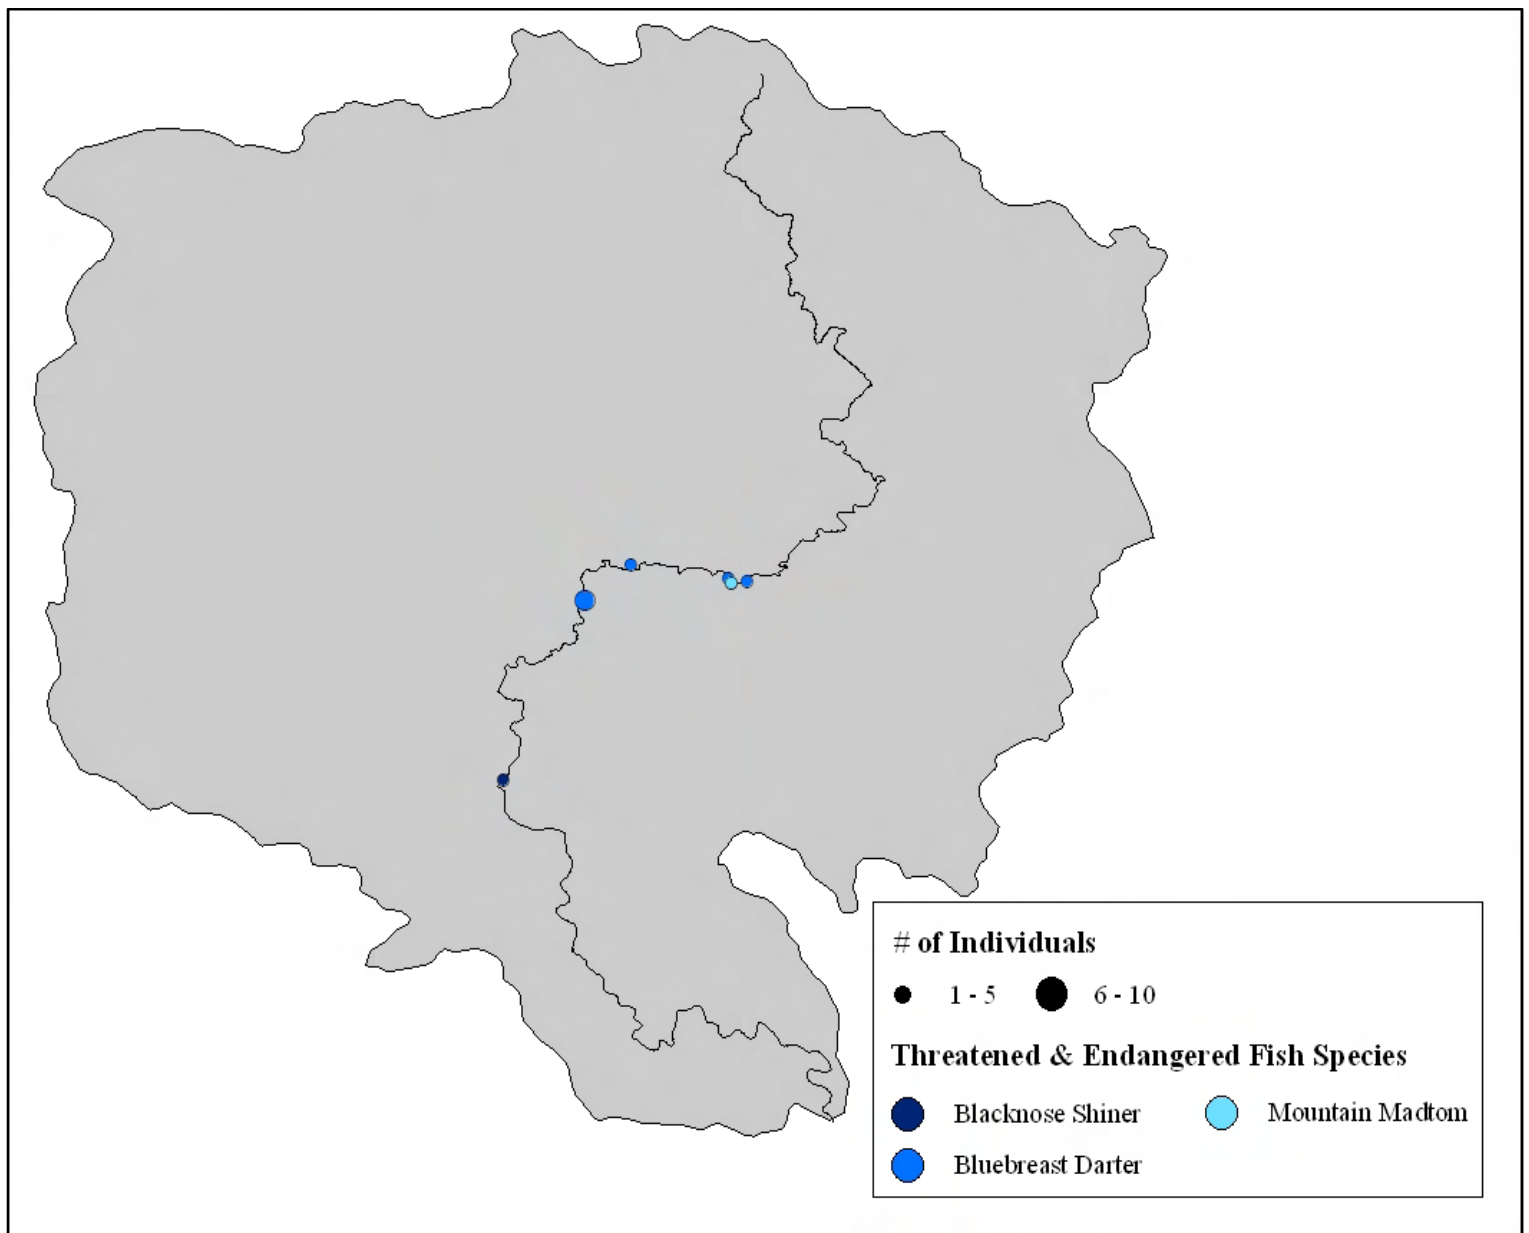 # of Individuals
1 - 5 6 - 10
Threatened & Endangered Fish Species
Blacknose Shiner Mountain Madtom
Bluebreast Darter